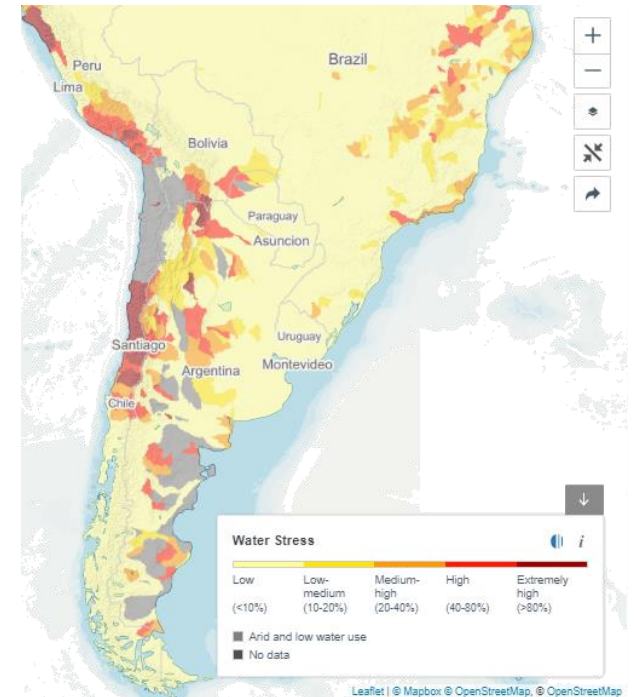 Brazil
Peru
Lima
Bolivia
Paraguay
Asuncion
Uruguay
Santiago
Montevideo
Argentina
Chile
Water Stress
i
Low
(<10%)
Low-
medium
(10-20%)
Medium-
high
(20-40%)
High
(40-80%)
Extremely
high
(>80%)
Arid and low water use
No data
Leaflet | © Mapbox © OpenStreetMap, © OpenStreetMap